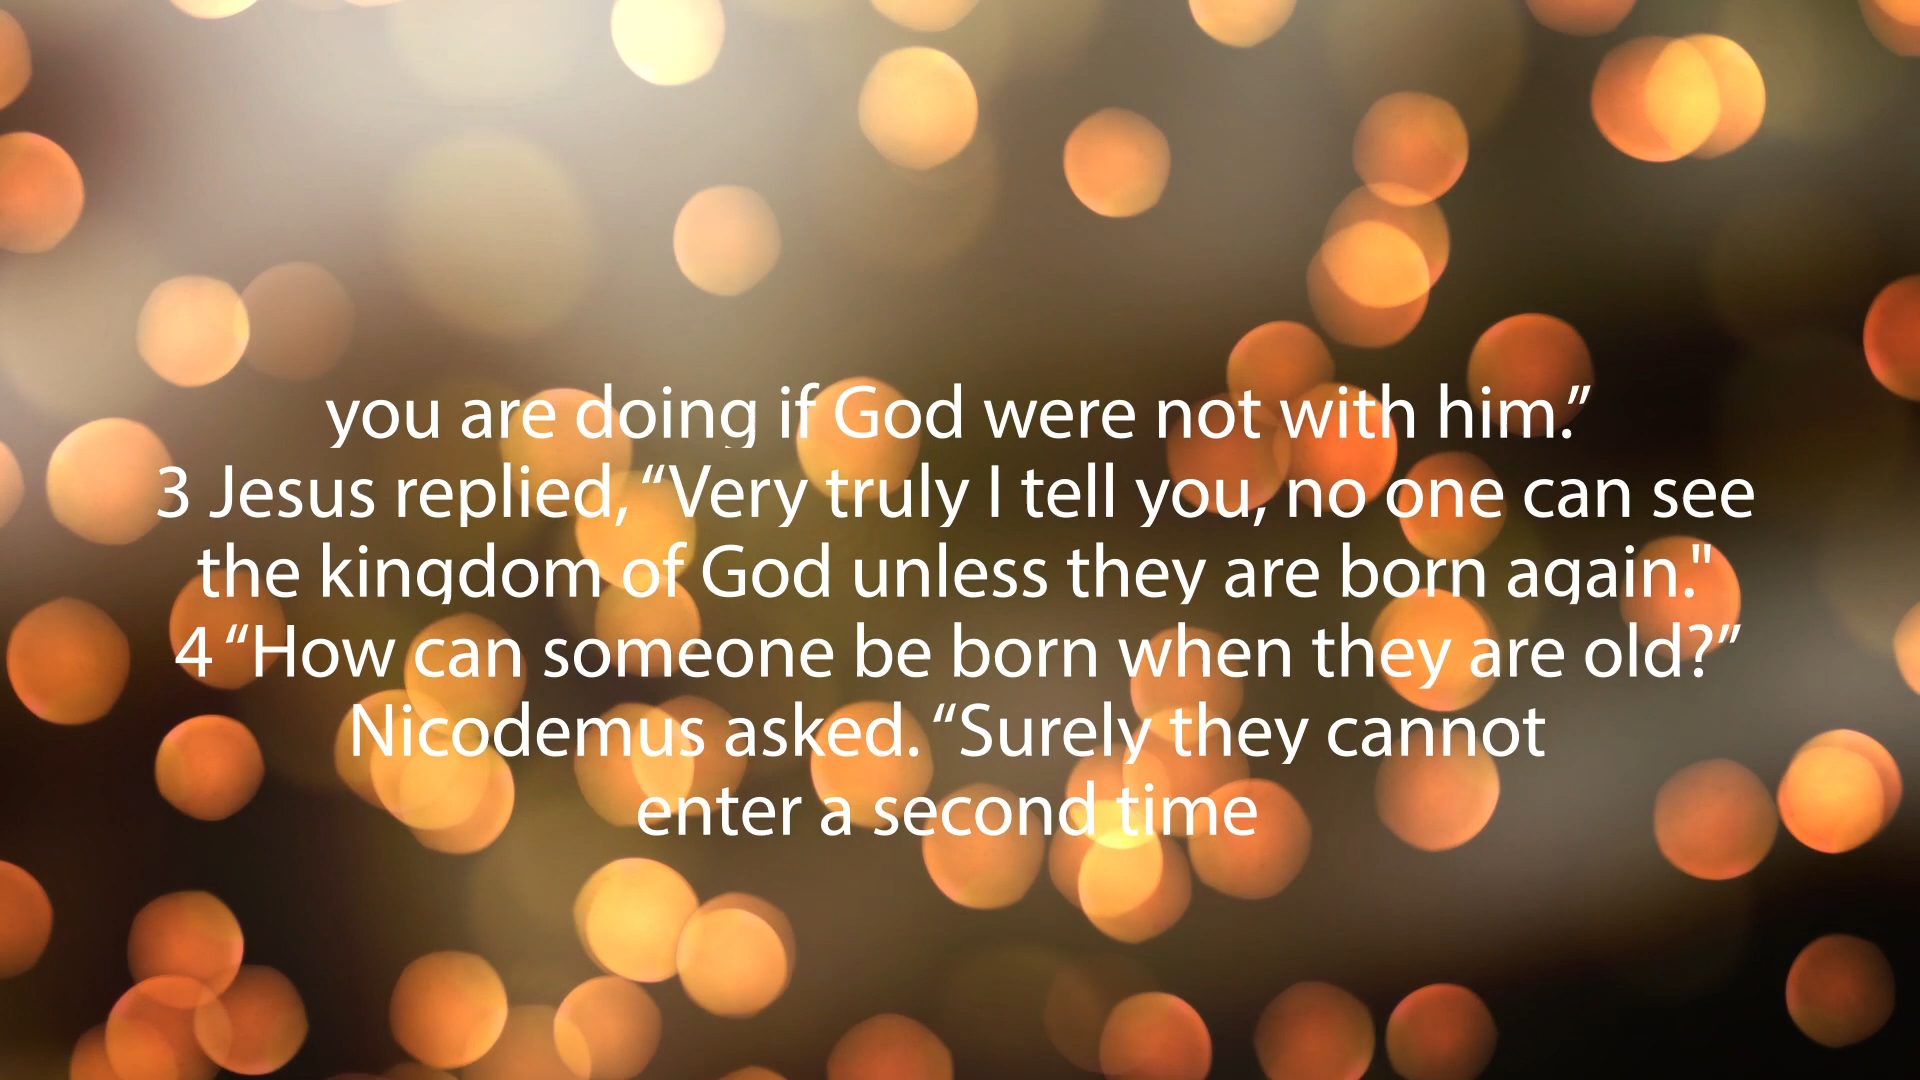 you are doing if God were not with him.”
3 Jesus replied, “Very truly I tell you, no one can see
the kingdom of God unless they are born again."
4 “How can someone be born when they are old?”
Nicodemus asked. “Surely they cannot
enter a second time